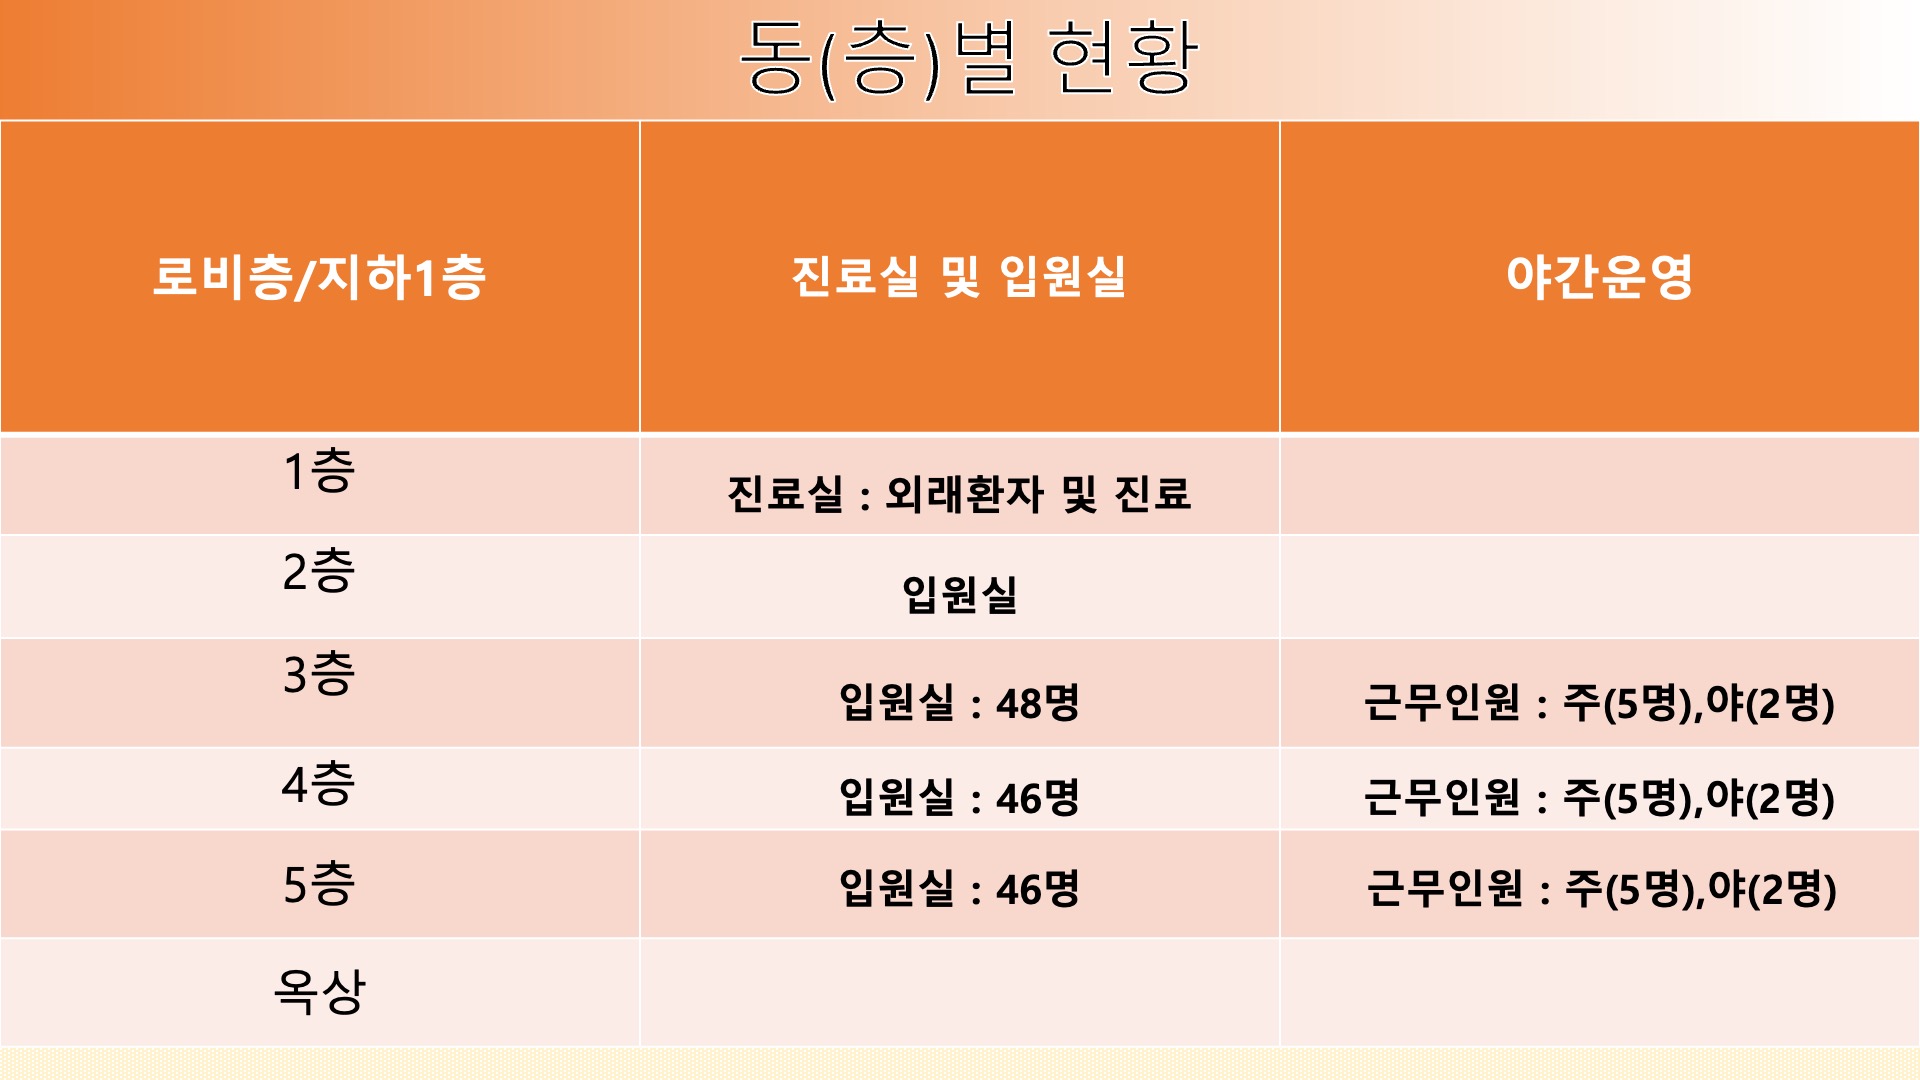 동(층)별 현황
로비층/지하1층 진료실 및 입원실 야간운영
1층 진료실 : 외래환자 및 진료
2층 입원실
3층 입원실 : 48명 근무인원 : 주(5명),야(2명)
4층 입원실 : 46명 근무인원 : 주(5명),야(2명)
5층 입원실 : 46명 근무인원 : 주(5명),야(2명)
옥상